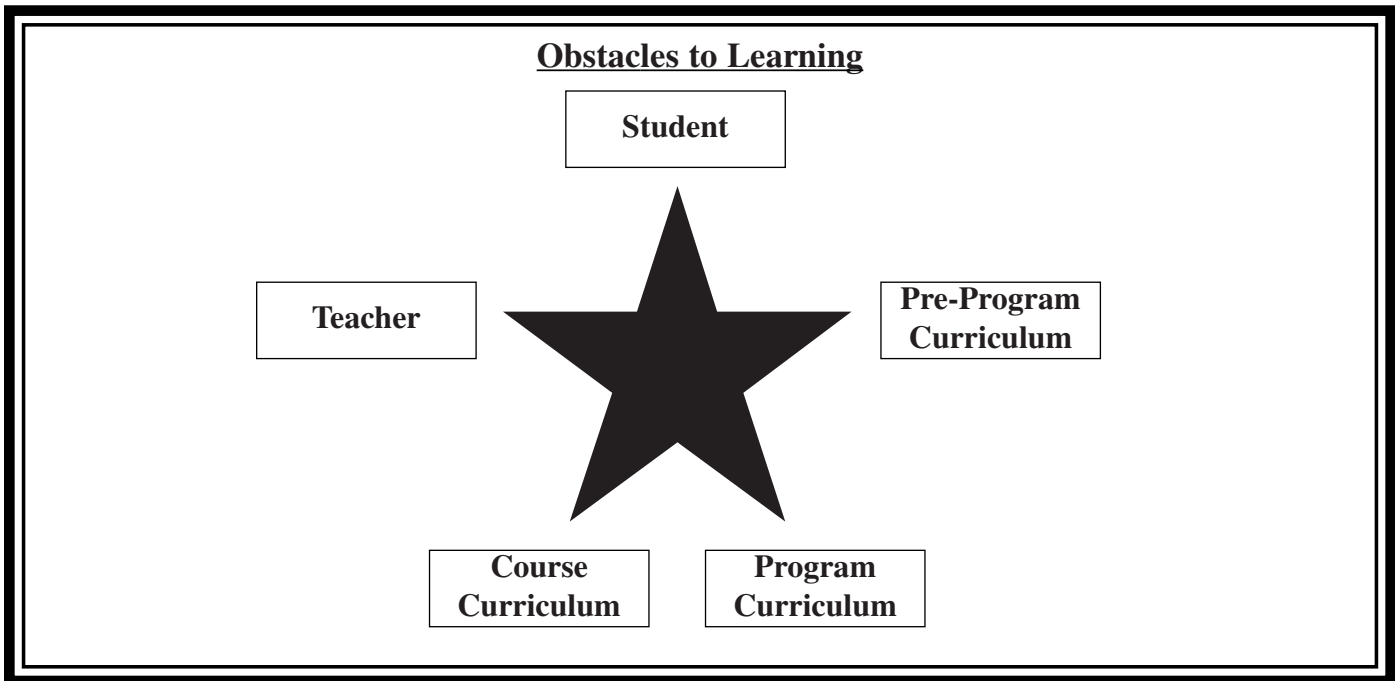 Obstacles to Learning
Student
Teacher
Pre-Program
Curriculum
Course
Curriculum
Program
Curriculum